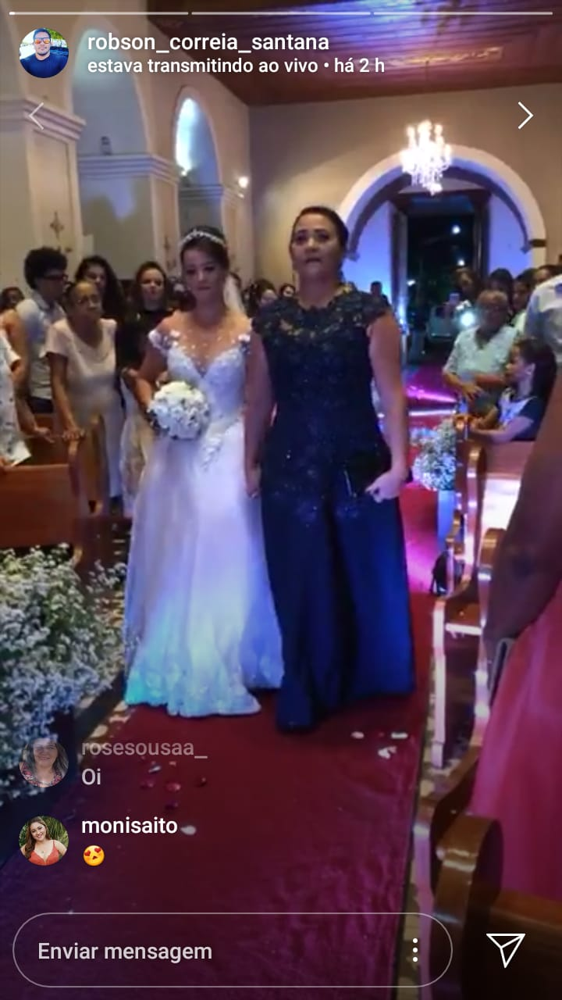 robson_correia_santana
estava transmitindo ao vivo • há 2 h
rosesousaa_
Oi
monisaito
😍
Enviar mensagem